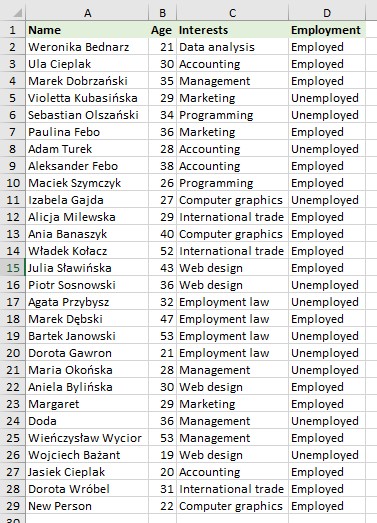 A B C D
1 Name Age Interests Employment
2 Weronika Bednarz 21 Data analysis Employed
3 Ula Cieplak 30 Accounting Employed
4 Marek Dobrzański 35 Management Employed
5 Violetta Kubasińska 29 Marketing Unemployed
6 Sebastian Olszański 34 Programming Unemployed
7 Paulina Febo 36 Marketing Employed
8 Adam Turek 28 Accounting Unemployed
9 Aleksander Febo 38 Accounting Employed
10 Maciek Szymczyk 26 Programming Employed
11 Izabela Gajda 27 Computer graphics Unemployed
12 Alicja Milewska 29 International trade Employed
13 Ania Banaszyk 40 Computer graphics Employed
14 Władek Kołacz 52 International trade Employed
15 Julia Sławińska 43 Web design Employed
16 Piotr Sosnowski 36 Web design Unemployed
17 Agata Przybysz 32 Employment law Unemployed
18 Marek Dębski 47 Employment law Employed
19 Bartek Janowski 53 Employment law Unemployed
20 Dorota Gawron 21 Employment law Unemployed
21 Maria Okońska 28 Management Unemployed
22 Aniela Bylińska 30 Web design Employed
23 Margaret 29 Marketing Employed
24 Doda 36 Management Unemployed
25 Wieńczysław Wycior 53 Management Employed
26 Wojciech Bażant 19 Web design Unemployed
27 Jasiek Cieplak 20 Accounting Employed
28 Dorota Wróbel 31 International trade Employed
29 New Person 22 Computer graphics Employed